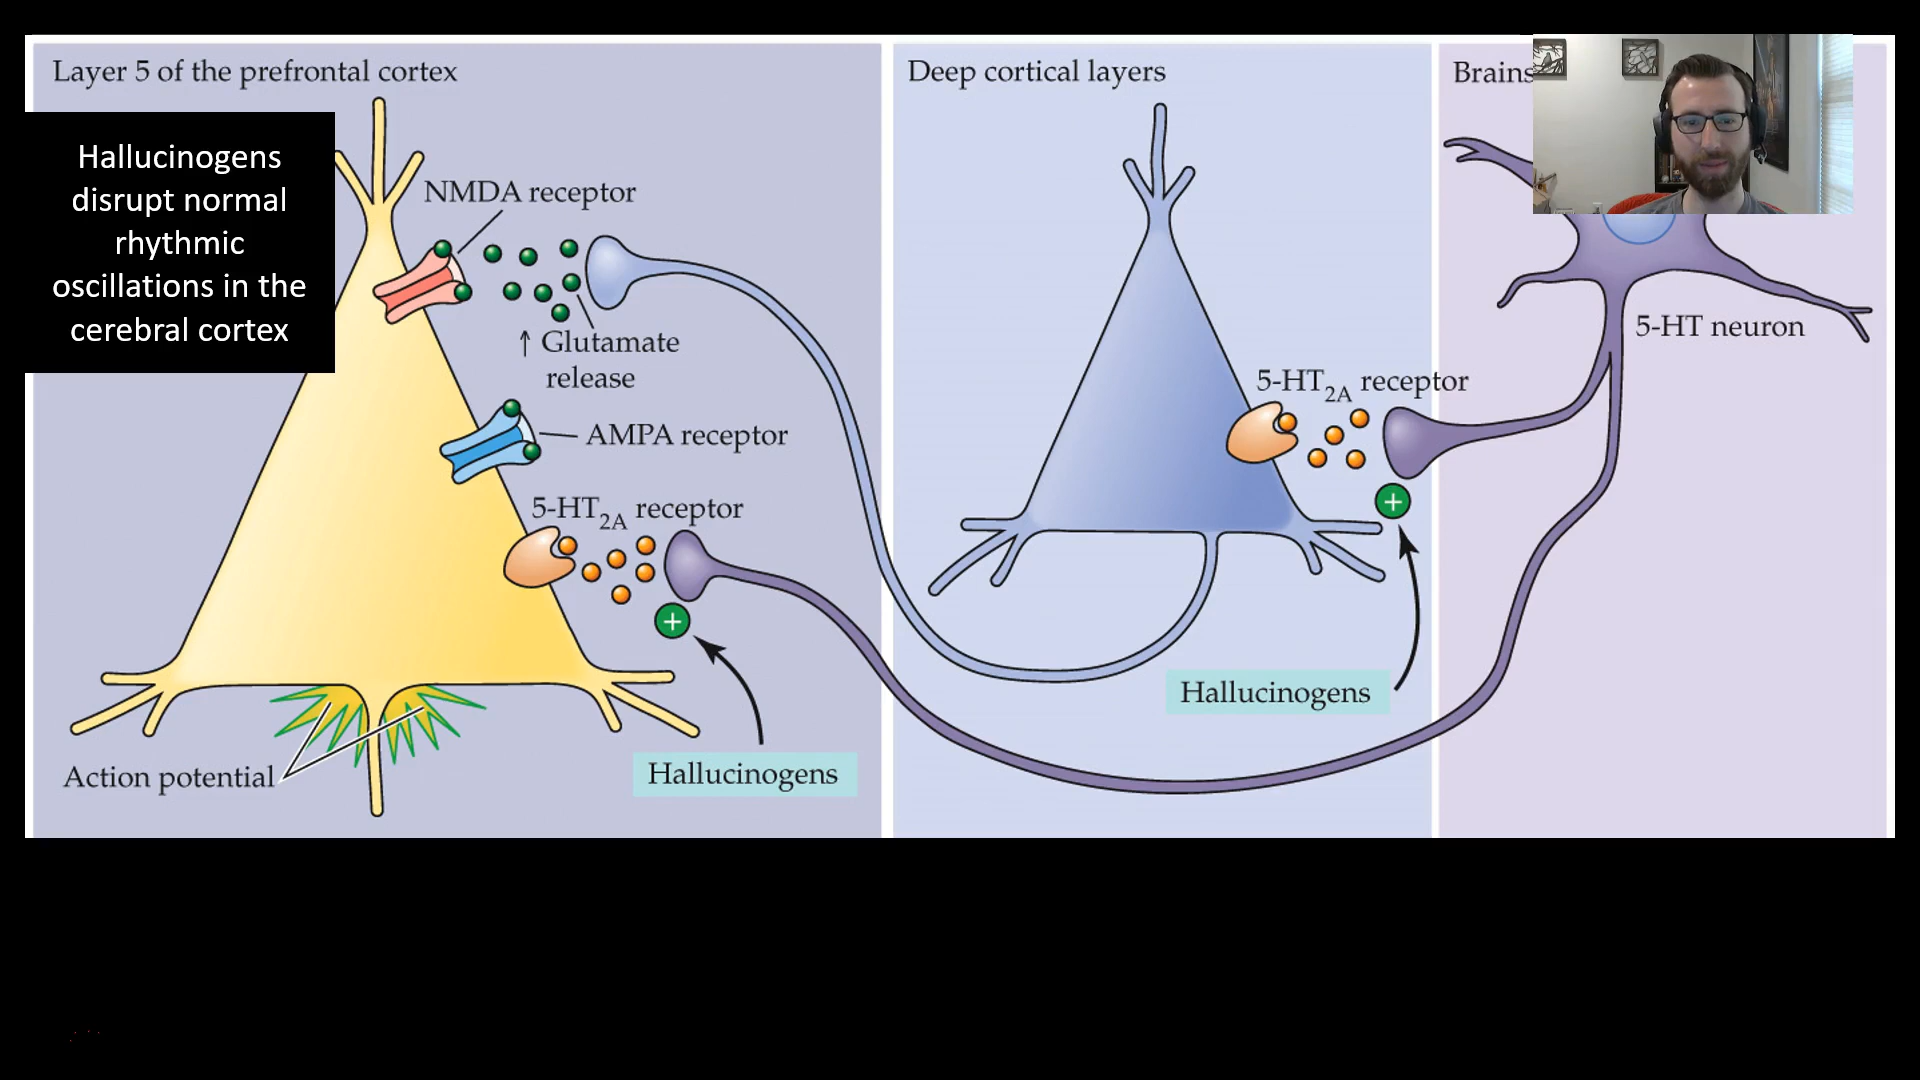 Layer 5 of the prefrontal cortex
Hallucinogens
disrupt normal
rhythmic
oscillations in the
cerebral cortex
NMDA receptor
↑ Glutamate
release
AMPA receptor
5-HT2A receptor
+
Action potential
Hallucinogens
Deep cortical layers
5-HT2A receptor
+
Hallucinogens
Brains
5-HT neuron